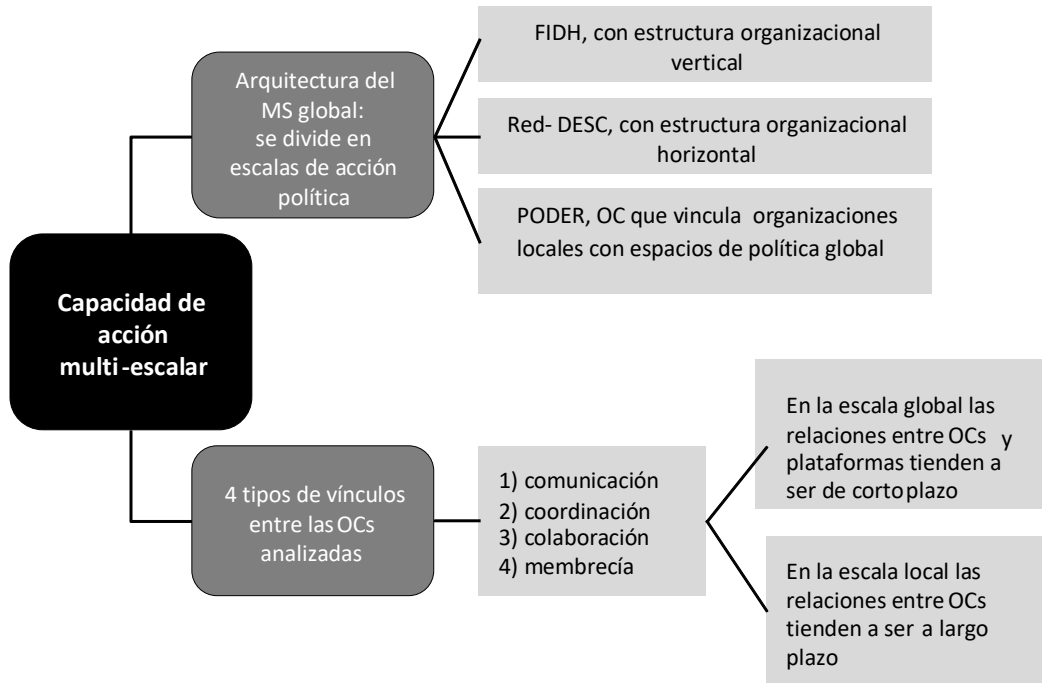 Capacidad de
acción
multi-escalar
Arquitectura del
MS global:
se divide en
escalas de acción
política
FIDH, con estructura organizacional
vertical
Red- DESC, con estructura organizacional
horizontal
PODER, OC que vincula organizaciones
locales con espacios de política global
4 tipos de vínculos
entre las OCs
analizadas
1) comunicación
2) coordinación
3) colaboración
4) membrecía
En la escala global las
relaciones entre OCs y
plataformas tienden a
ser de corto plazo
En la escala local las
relaciones entre OCs
tienden a ser a largo
plazo